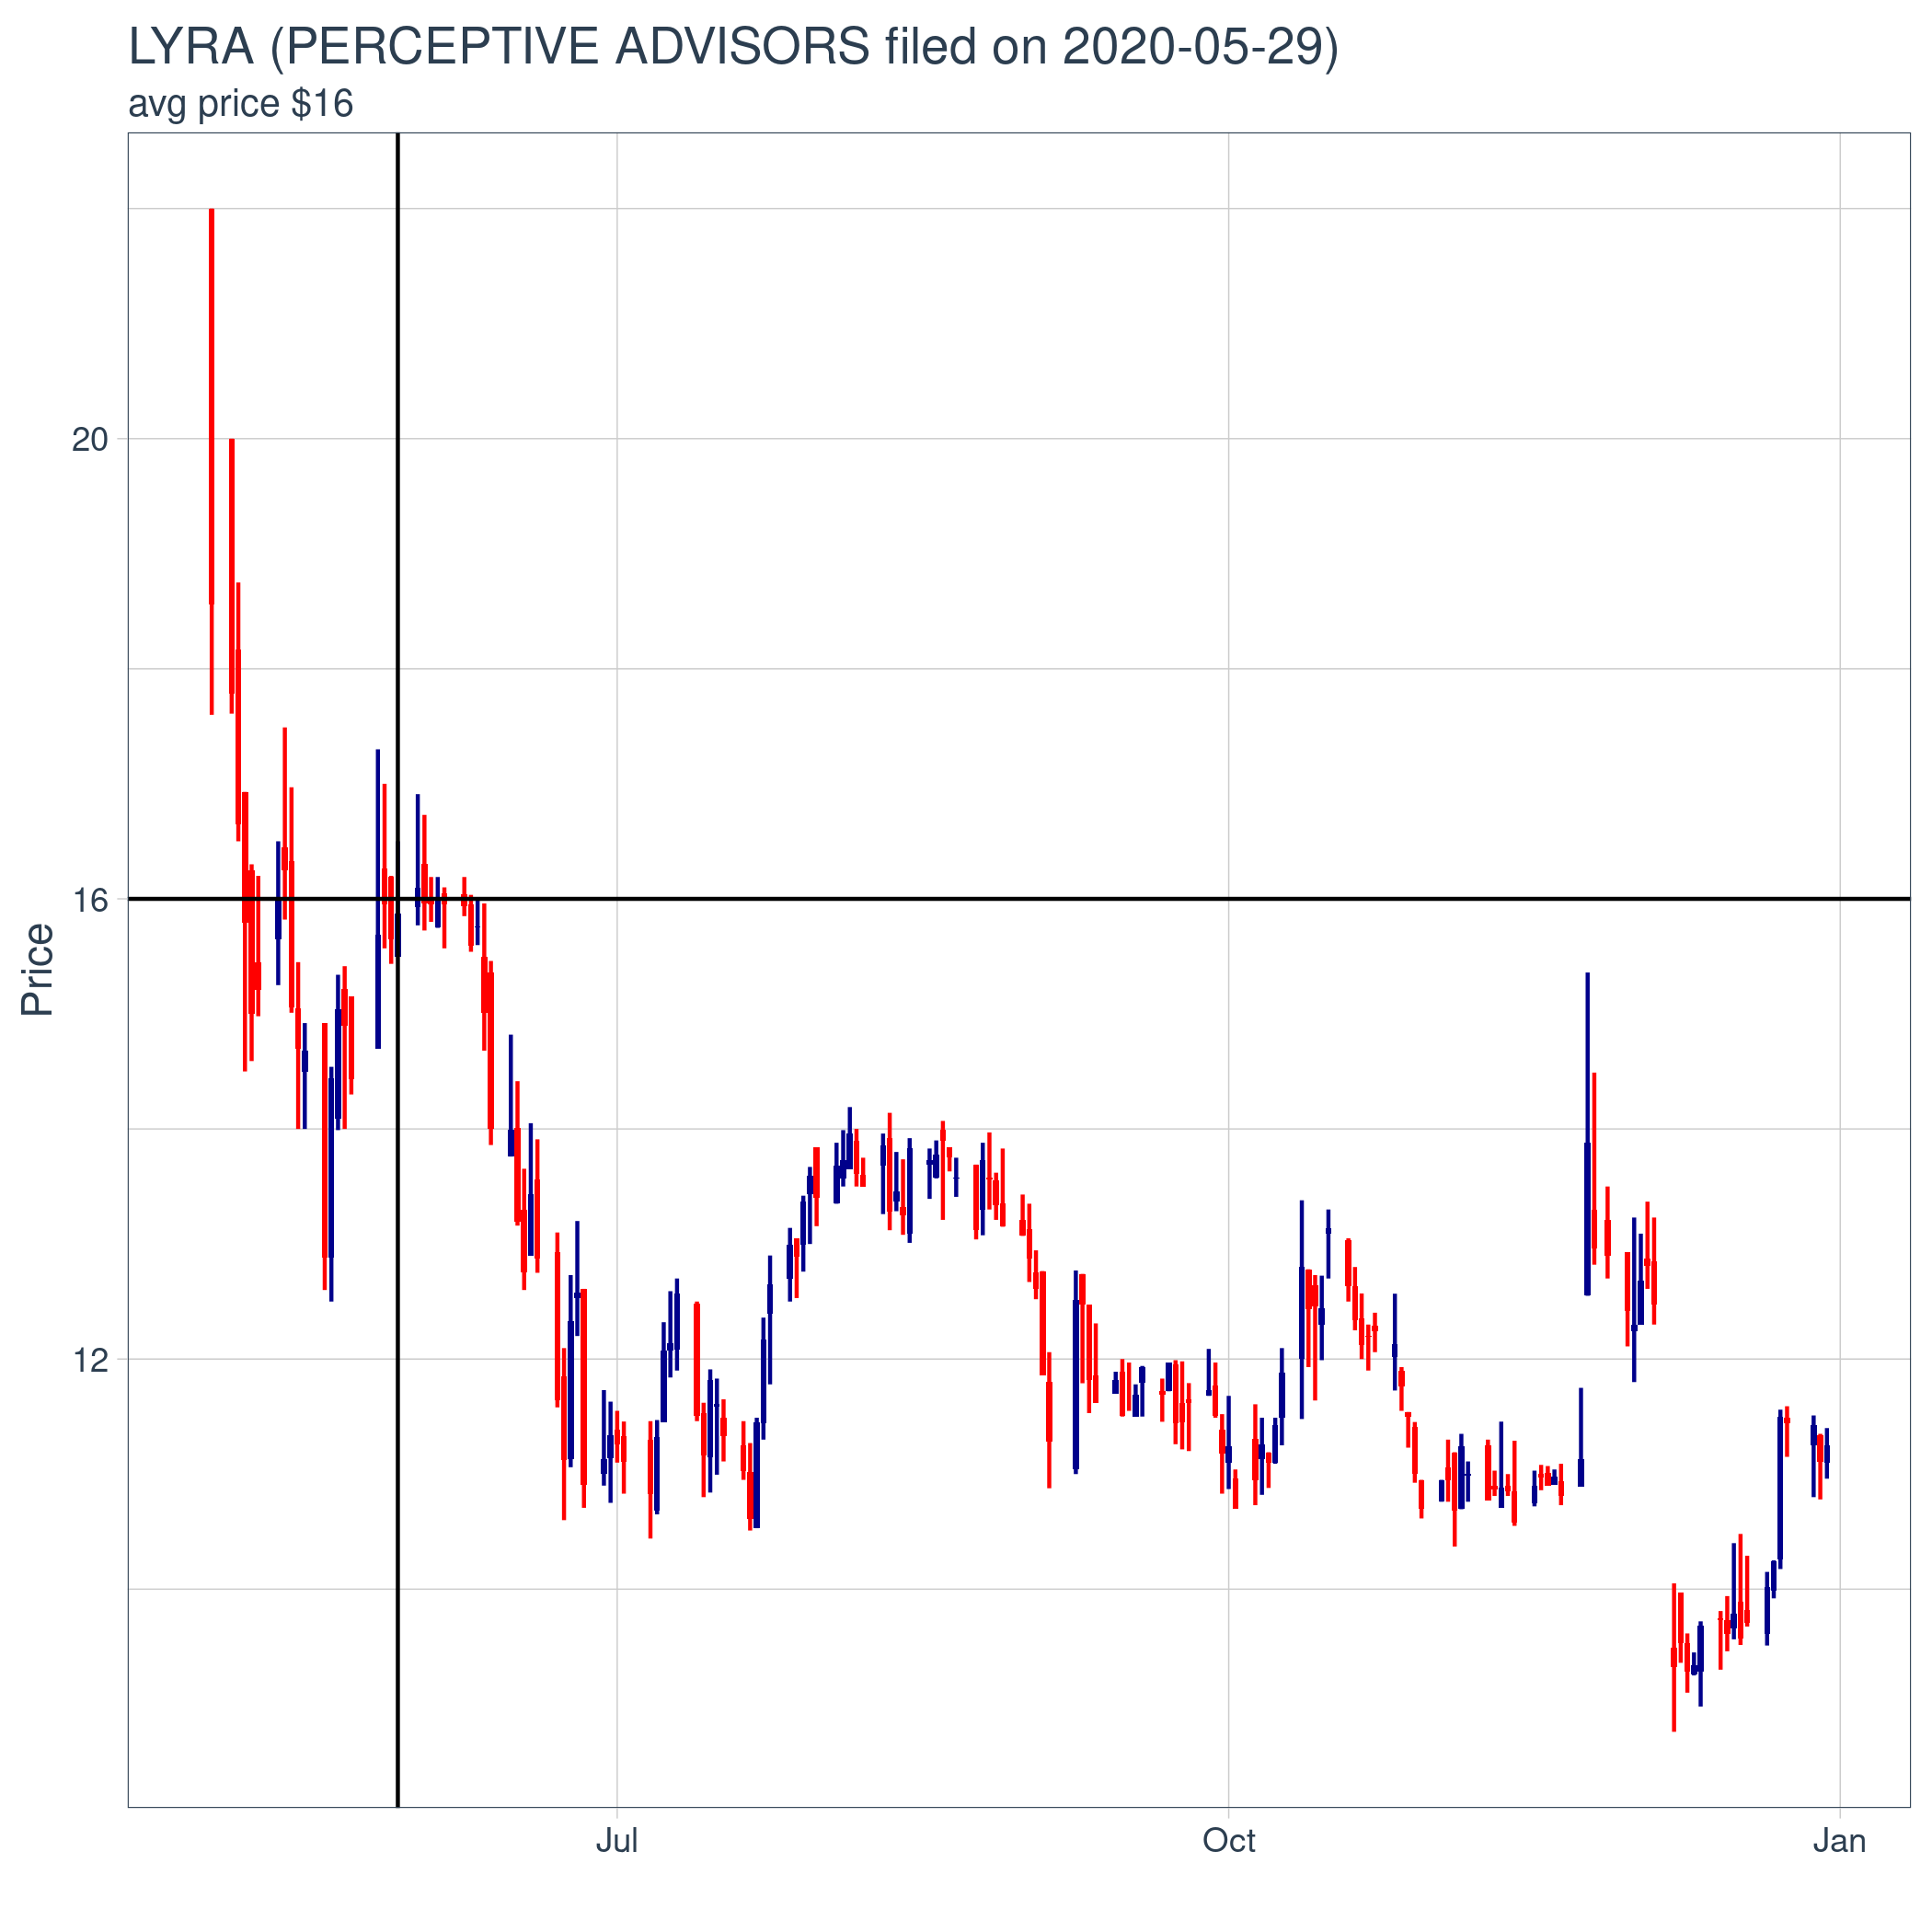 LYRA (PERCEPTIVE ADVISORS filed on 2020-05-29)
avg price $16
20
16
12
Price
Jul
Oct
Jan